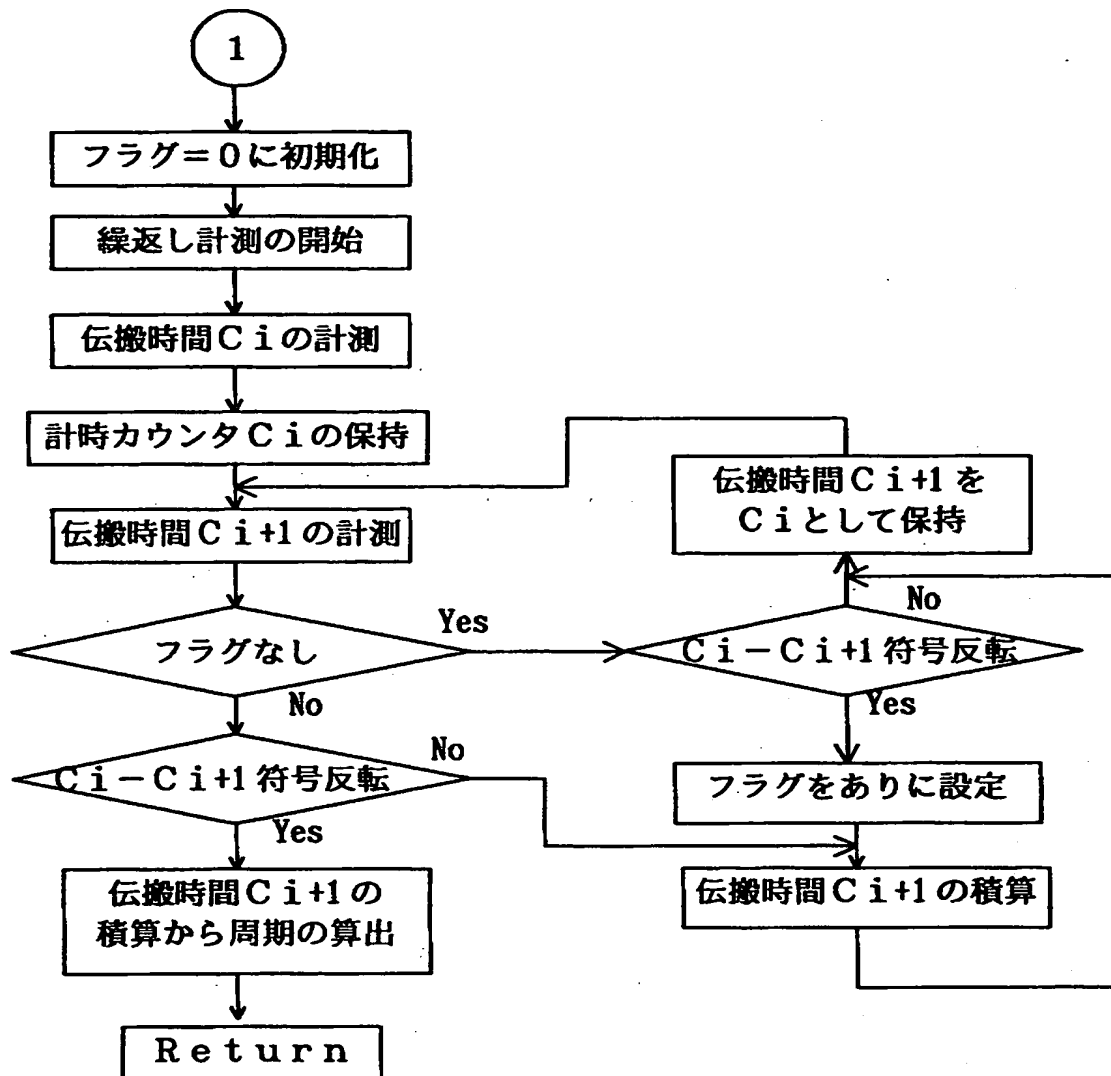 1
フラグ=0に初期化
繰返し計測の開始
伝搬時間Ciの計測
計時カウンタCiの保持
伝搬時間Ci+1の計測
フラグなし
Yes
No
Ci-Ci+1符号反転
No
Yes
伝搬時間Ci+1の
積算から周期の算出
Return
伝搬時間Ci+1を
Ciとして保持
No
Ci-Ci+1符号反転
Yes
フラグをありに設定
伝搬時間Ci+1の積算